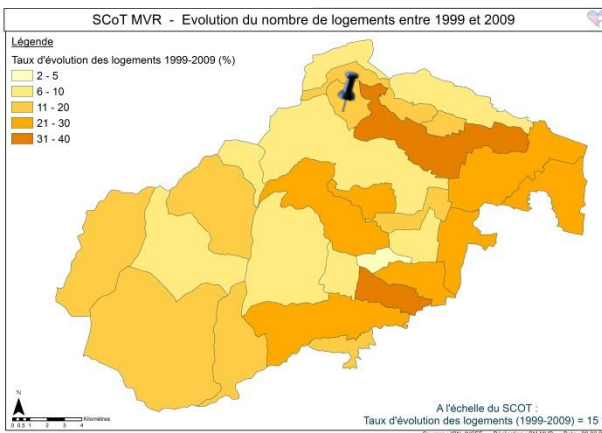 SCoT MVR - Evolution du nombre de logements entre 1999 et 2009
Légende
Taux d'évolution des logements 1999-2009 (%)
2 - 5
6 - 10
11 - 20
21 - 30
31 - 40
N
0 0.5 1 2 3 4
Kilomètres
A l'échelle du SCOT :
Taux d'évolution des logements (1999-2009) = 15